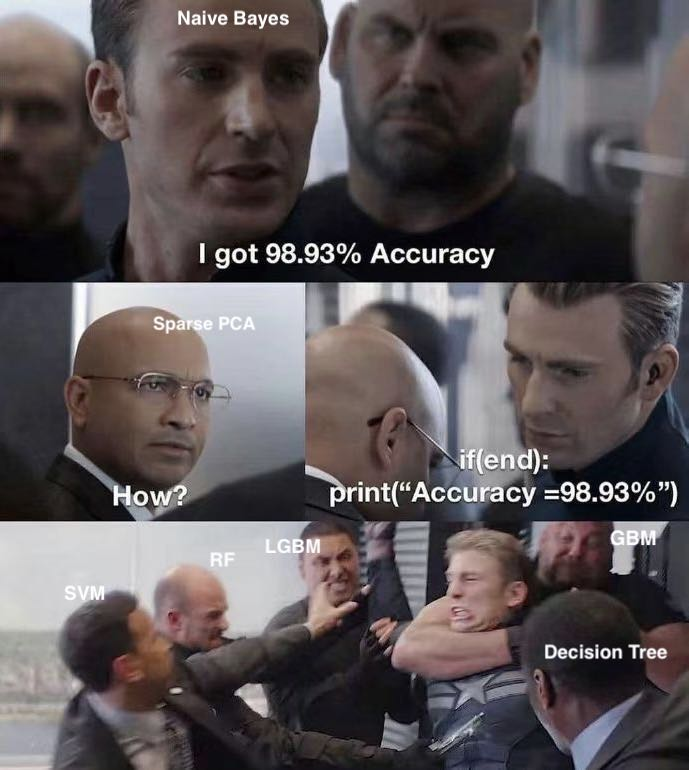 Naive Bayes
I got 98.93% Accuracy
Sparse PCA
How?
if(end):
print(“Accuracy =98.93%”)
GBM
LGBM
RF
SVM
Decision Tree